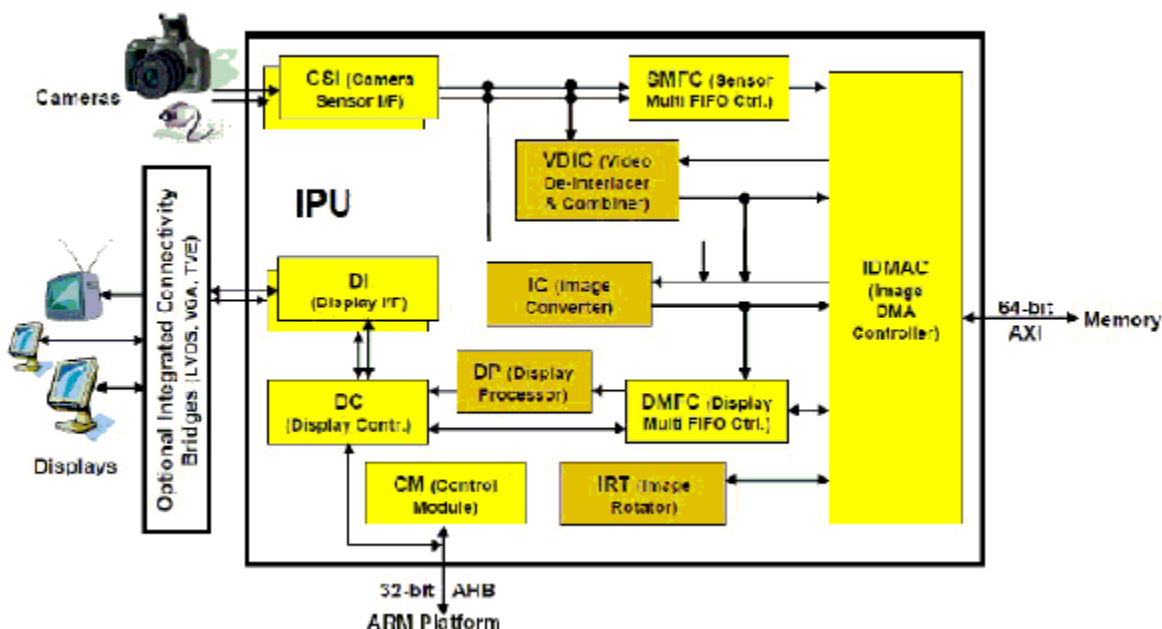 Cameras
CSI (Camera
Sensor I/F)
SMFC (Sensor
Multi FIFO Ctrl.)
VDIC (Video
De-Interlacer
& Combiner)
IPU
Optional Integrated Connectivity
Bridges (LVDS, VGA, TVE)
DI
(Display I/F)
IC (Image
Converter)
IDMAC
(Image
DMA
Controller)
64-bit
AXI
Memory
DP (Display
Processor)
DC
(Display Contr.)
DMFC (Display
Multi FIFO Ctrl.)
Displays
CM (Control
Module)
IRT (Image
Rotator)
32-bit AHB
ARM Platform